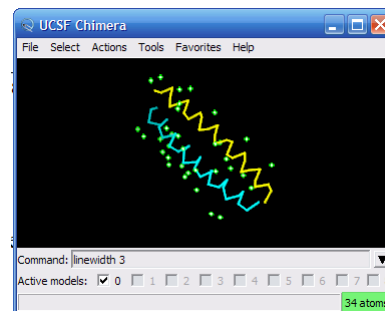 UCSF Chimera
File Select Actions Tools Favorites Help
Command: linewidth 3
Active models: 0 1 2 3 4 5 6 7
34 atoms